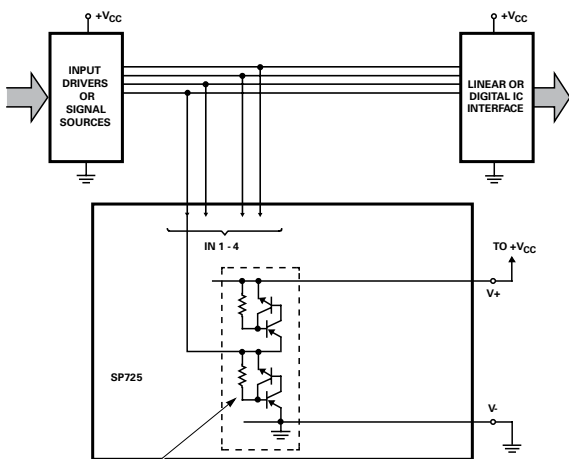 +VCC
+VCC
INPUT
DRIVERS
OR
SIGNAL
SOURCES
LINEAR OR
DIGITAL IC
INTERFACE
IN 1 - 4
TO +VCC
V+
SP725
V-